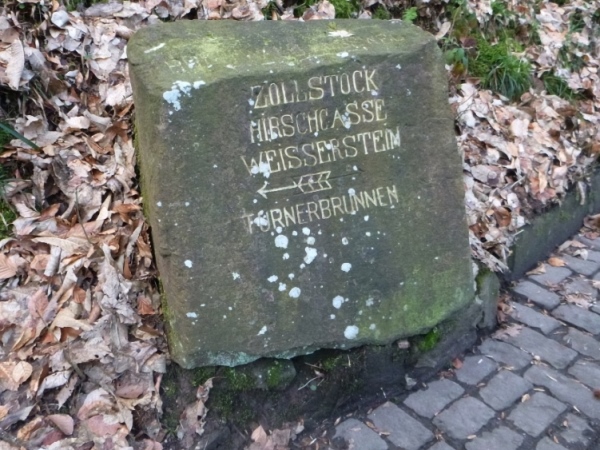 ZOLLSTOCK
HIRSCHGASSE
WEISSERSTEIN
TURNERBRUNNEN